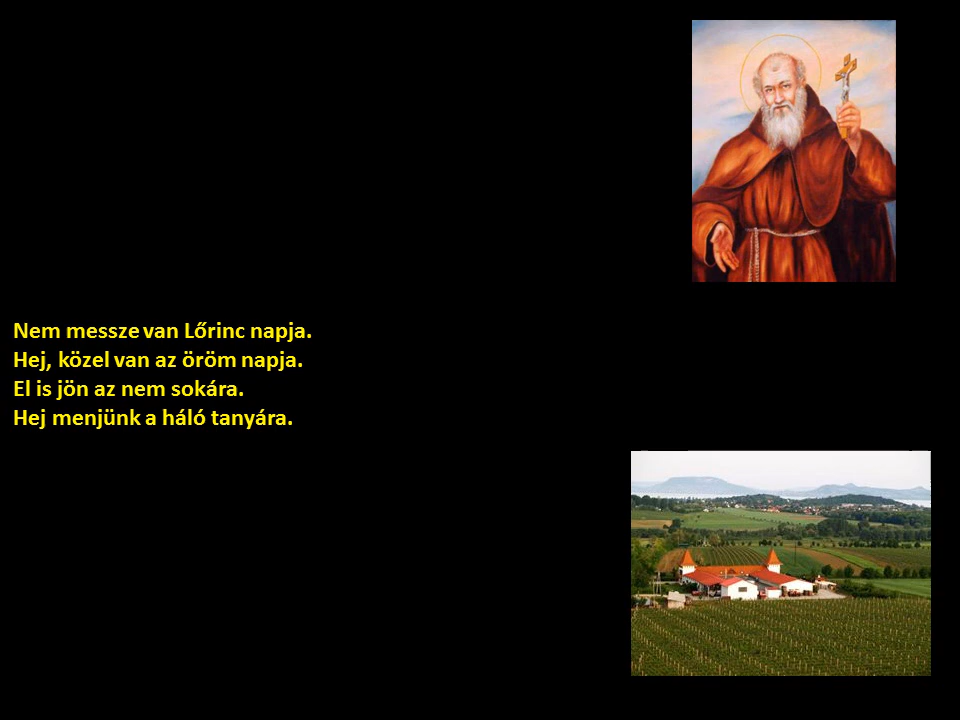 Nem messze van Lőrinc napja.
Hej, közel van az öröm napja.
El is jön az nem sokára.
Hej menjünk a háló tanyára.